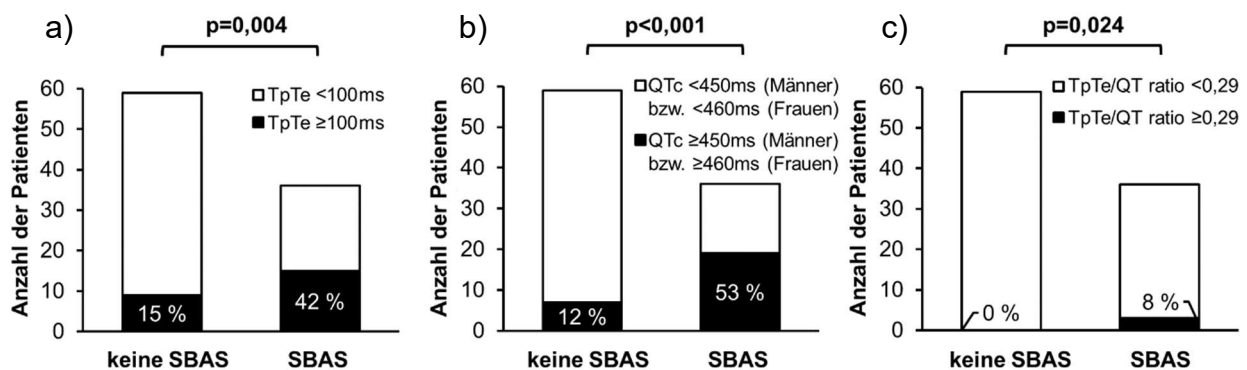 a)
p=0,004
Anzahl der Patienten
60
50
40
30
20
10
0
TpTe <100ms
TpTe ≥100ms
15 %
42 %
keine SBAS
SBAS
b)
p<0,001
Anzahl der Patienten
60
50
40
30
20
10
0
QTc <450ms (Männer)
bzw. <460ms (Frauen)
QTc ≥450ms (Männer)
bzw. ≥460ms (Frauen)
12 %
53 %
keine SBAS
SBAS
c)
p=0,024
Anzahl der Patienten
60
50
40
30
20
10
0
TpTe/QT ratio <0,29
TpTe/QT ratio ≥0,29
0 %
8 %
keine SBAS
SBAS